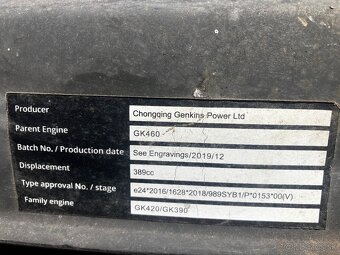 Producer Chongqing Genkins Power Ltd
Parent Engine GK460
Batch No. / Production date See Engravings/2019/12
Displacement 389cc
Type approval No. / stage e24*2016/1628*2018/989SYB1/P*0153*00(V)
Family engine GK420/GK390